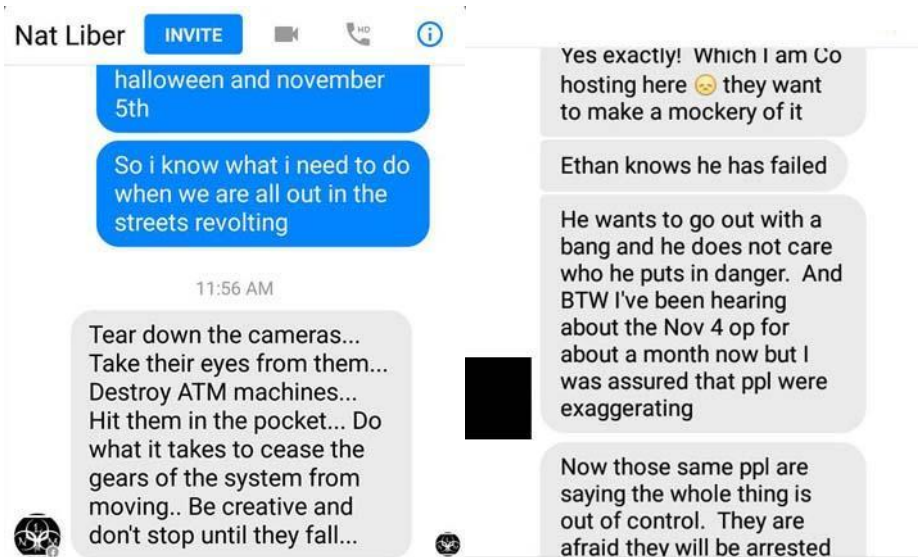 Nat Liber INVITE HD
halloween and november
5th
So i know what i need to do
when we are all out in the
streets revolting
11:56 AM
Tear down the cameras...
Take their eyes from them...
Destroy ATM machines...
Hit them in the pocket... Do
what it takes to cease the
gears of the system from
moving.. Be creative and
don't stop until they fall...
Yes exactly! Which I am Co
hosting here 😞 they want
to make a mockery of it
Ethan knows he has failed
He wants to go out with a
bang and he does not care
who he puts in danger. And
BTW I've been hearing
about the Nov 4 op for
about a month now but I
was assured that ppl were
exaggerating
Now those same ppl are
saying the whole thing is
out of control. They are
afraid they will be arrested